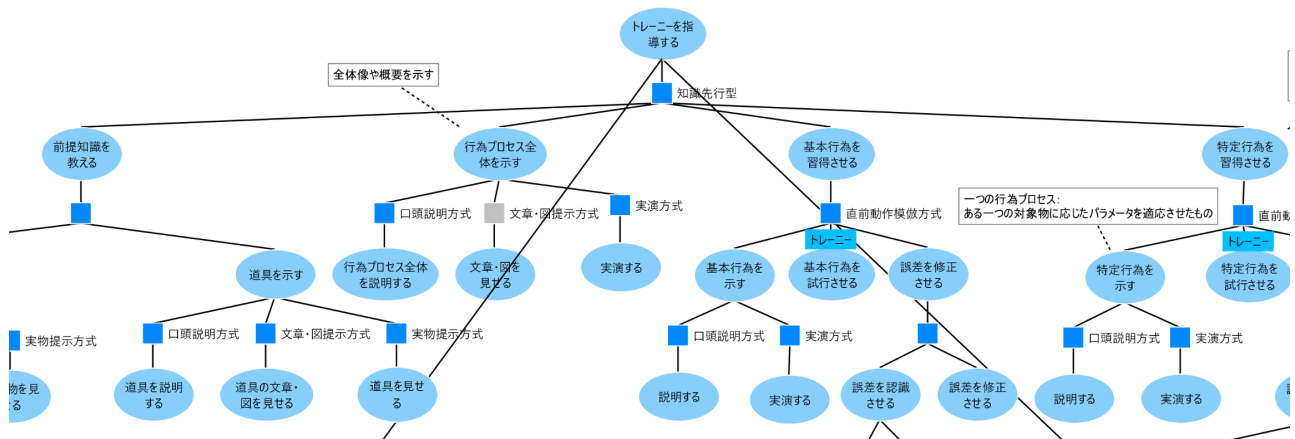 トレーニーを指
導する
全体像や概要を示す
知識先行型
前提知識を
教える
行為プロセス全
体を示す
基本行為を
習得させる
特定行為を
習得させる
一つの行為プロセス:
ある一つの対象物に応じたパラメータを適応させたもの
口頭説明方式
文章・図提示方式
実演方式
直前動作模倣方式
直前動
トレーニー
トレーニー
道具を示す
行為プロセス全体
を説明する
文章・図を
見せる
実演する
基本行為を
示す
基本行為を
試行させる
誤差を修正
させる
特定行為を
示す
特定行為を
試行させる
実物提示方式
口頭説明方式
文章・図提示方式
実物提示方式
口頭説明方式
実演方式
口頭説明方式
実演方式
物を見
る
道具を説明
する
道具の文章・
図を見せる
道具を見せ
る
説明する
実演する
誤差を認識
させる
誤差を修正
させる
説明する
実演する